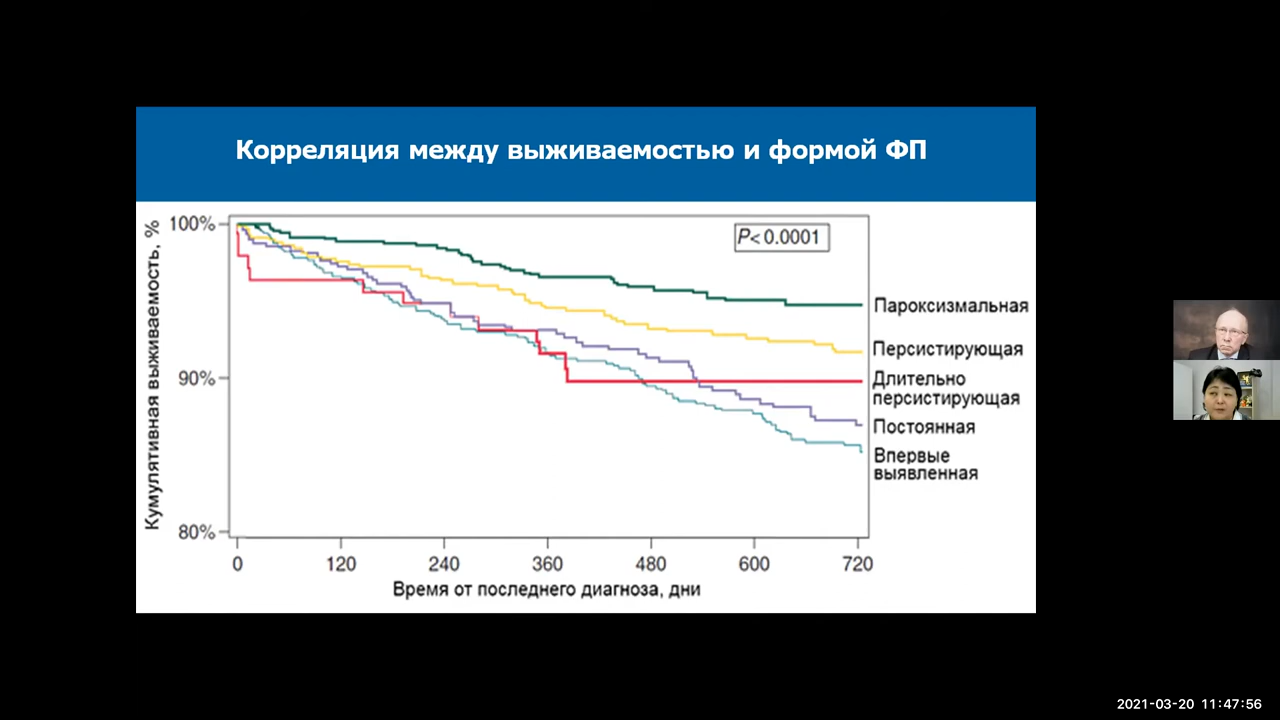 Корреляция между выживаемостью и формой ФП
Кумулятивная выживаемость, %
100%
90%
80%
P< 0.0001
Пароксизмальная
Персистирующая
Длительно
персистирующая
Постоянная
Впервые
выявленная
0 120 240 360 480 600 720
Время от последнего диагноза, дни
2021-03-20 11:47:56